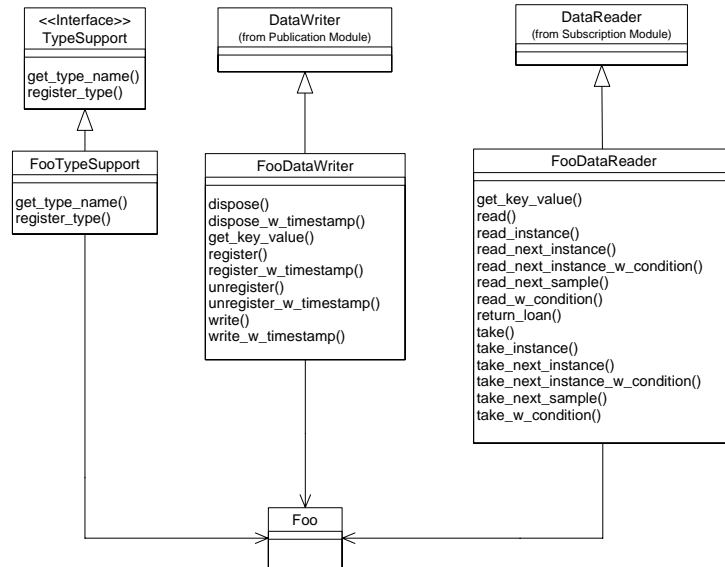 <<Interface>>
TypeSupport
get_type_name()
register_type()
DataWriter
(from Publication Module)
DataReader
(from Subscription Module)
FooTypeSupport
get_type_name()
register_type()
FooDataWriter
dispose()
dispose_w_timestamp()
get_key_value()
register()
register_w_timestamp()
unregister()
unregister_w_timestamp()
write()
write_w_timestamp()
FooDataReader
get_key_value()
read()
read_instance()
read_next_instance()
read_next_instance_w_condition()
read_next_sample()
read_w_condition()
return_loan()
take()
take_instance()
take_next_instance()
take_next_instance_w_condition()
take_next_sample()
take_w_condition()
Foo